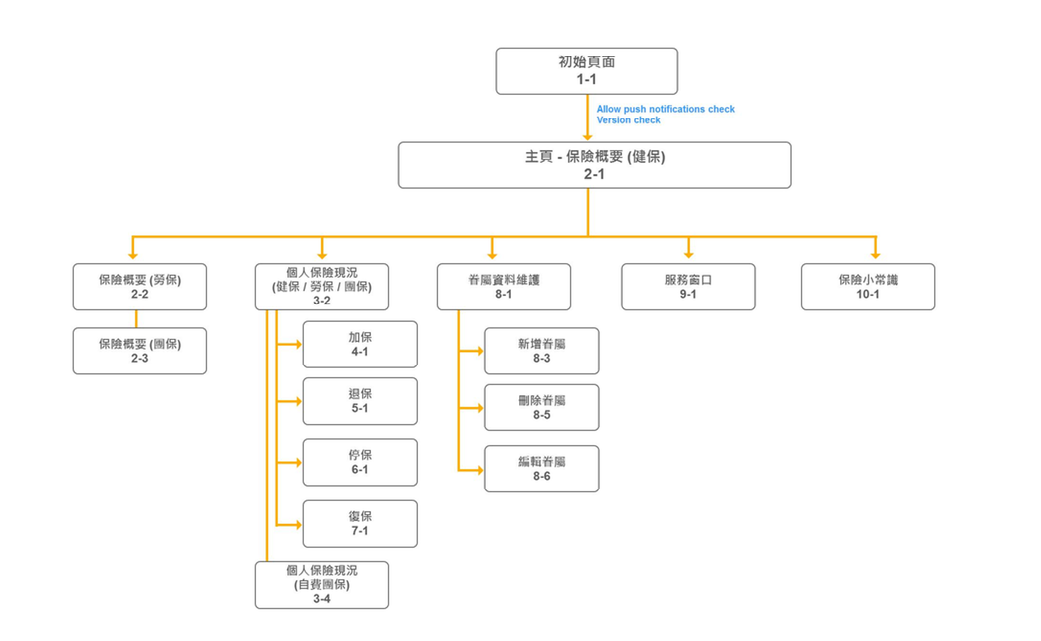 初始頁面
1-1
Allow push notifications check
Version check
主頁 - 保險概要 (健保)
2-1
保險概要 (勞保)
2-2
保險概要 (團保)
2-3
個人保險現況
(健保 / 勞保 / 團保)
3-2
加保
4-1
退保
5-1
停保
6-1
復保
7-1
個人保險現況
(自費團保)
3-4
眷屬資料維護
8-1
新增眷屬
8-3
刪除眷屬
8-5
編輯眷屬
8-6
服務窗口
9-1
保險小常識
10-1